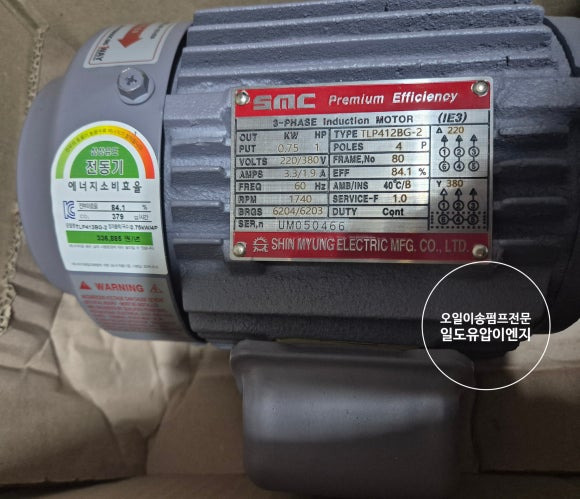 SMC Premium Efficiency
3-PHASE Induction MOTOR (IE3)
OUT PUT KW HP 0.75 1 TYPE TLP412BG-2
POLES 4 P
VOLTS 220/380V FRAME,No 80
AMPS 3.3/1.9 A EFF 84.1 %
FREQ 60 Hz AMB/INS 40℃/B
RPM 1740 SERVICE-F 1.0
BRGS 6204/6203 DUTY Cont
SER,n UM050466
△ 220
Y 380
SHIN MYUNG ELECTRIC MFG. CO., LTD.
전동기
에너지소비효율
84.1 %
CO₂ 379
WARNING
오일이송펌프전문
일도유압이엔지